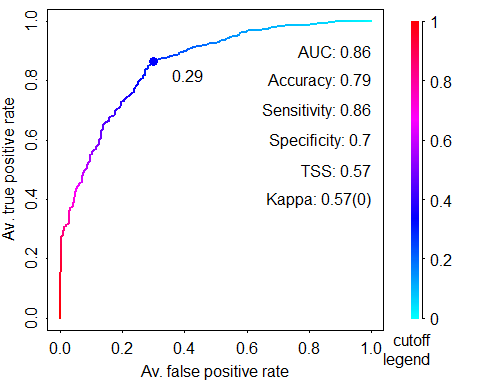 AUC: 0.86
Accuracy: 0.79
Sensitivity: 0.86
Specificity: 0.7
TSS: 0.57
Kappa: 0.57(0)
0.29
Av. true positive rate
0.0
0.2
0.4
0.6
0.8
1.0
0.0 0.2 0.4 0.6 0.8 1.0
Av. false positive rate
1
0.8
0.6
0.4
0.2
0
cutoff
legend